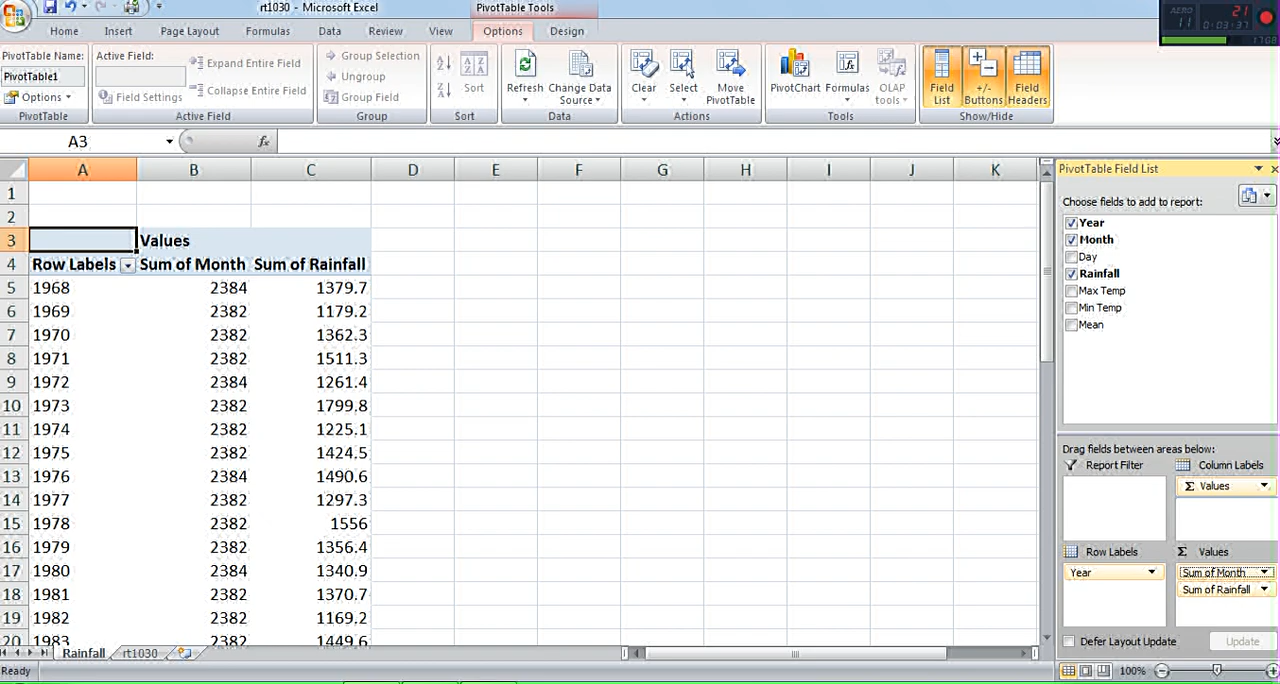 rt1030 - Microsoft Excel
PivotTable Tools
AERO
11
21
0:03:37
1708
Home Insert Page Layout Formulas Data Review View Options Design
PivotTable Name:
PivotTable1
Options
PivotTable
Active Field:
Field Settings
Expand Entire Field
Collapse Entire Field
Active Field
Group Selection
Ungroup
Group Field
Group
Sort
Sort
Refresh
Change Data Source
Data
Clear
Select
Move PivotTable
Actions
PivotChart
Formulas
OLAP tools
Tools
Field List
+/- Buttons
Field Headers
Show/Hide
A3
fx
A B C D E F G H I J K
1
2
3 Values
4 Row Labels Sum of Month Sum of Rainfall
5 1968 2384 1379.7
6 1969 2382 1179.2
7 1970 2382 1362.3
8 1971 2382 1511.3
9 1972 2384 1261.4
10 1973 2382 1799.8
11 1974 2382 1225.1
12 1975 2382 1424.5
13 1976 2384 1490.6
14 1977 2382 1297.3
15 1978 2382 1556
16 1979 2382 1356.4
17 1980 2384 1340.9
18 1981 2382 1370.7
19 1982 2382 1169.2
20 1983 2382 1449.6
PivotTable Field List
Choose fields to add to report:
Year
Month
Day
Rainfall
Max Temp
Min Temp
Mean
Drag fields between areas below:
Report Filter
Column Labels
Σ Values
Row Labels
Σ Values
Year
Sum of Month
Sum of Rainfall
Defer Layout Update
Update
Rainfall rt1030
Ready
100%